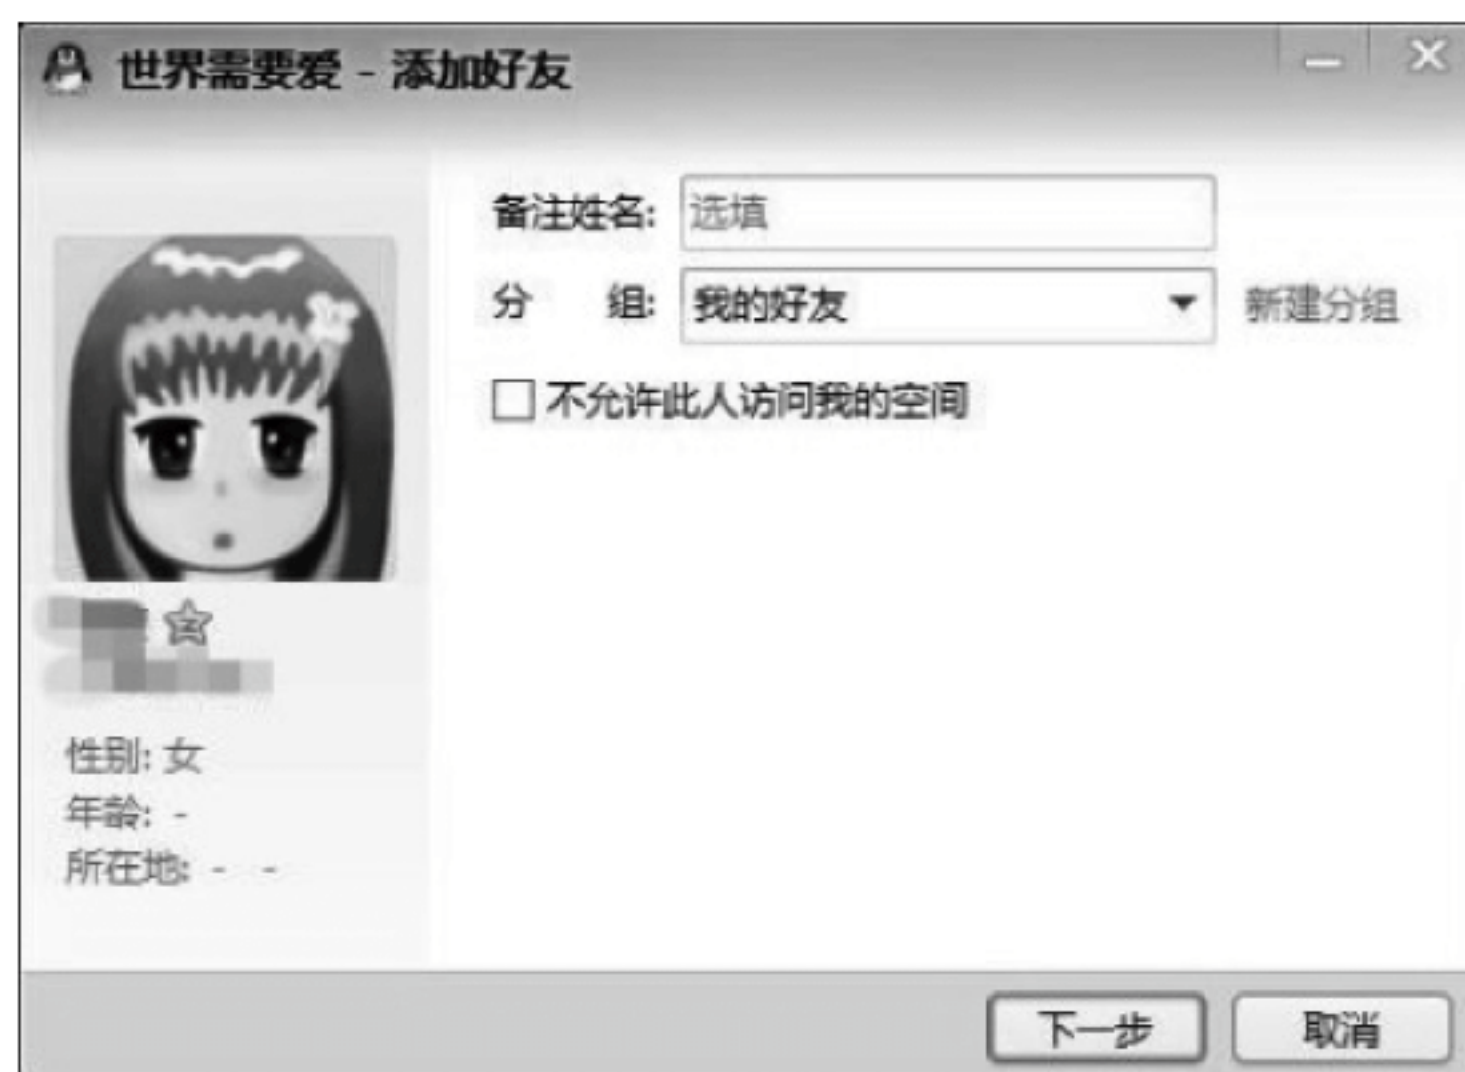 世界需要爱 - 添加好友
备注姓名: 选填
分 组: 我的好友 新建分组
不允许此人访问我的空间
性别: 女
年龄: -
所在地: - -
下一步 取消